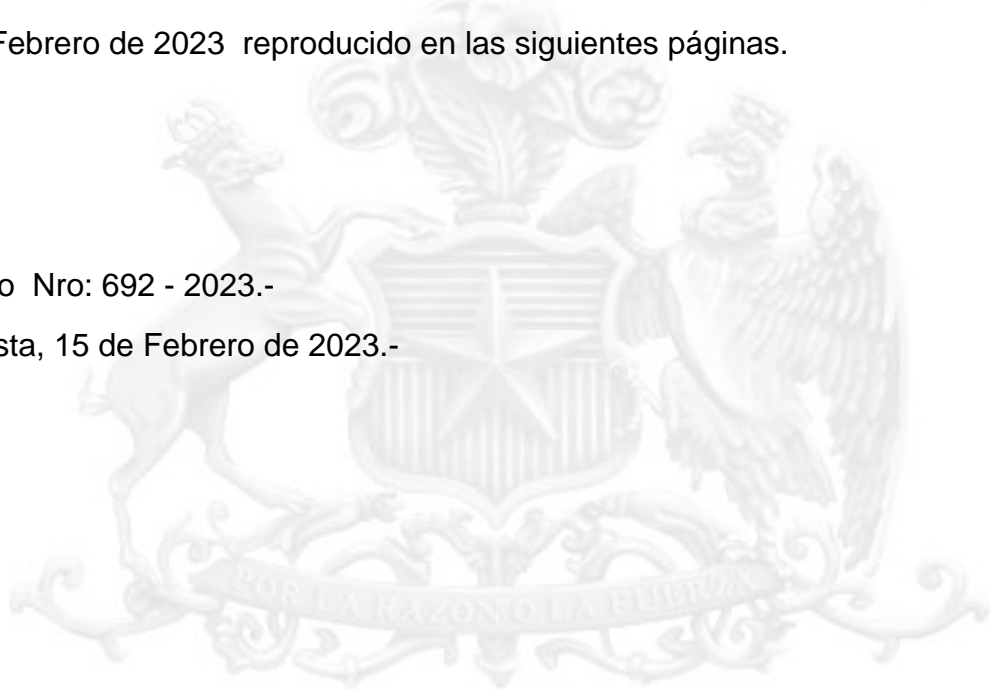 Febrero de 2023 reproducido en las siguientes páginas.
o Nro: 692 - 2023.-
sta, 15 de Febrero de 2023.-
POR LA RAZON O LA FUERZA